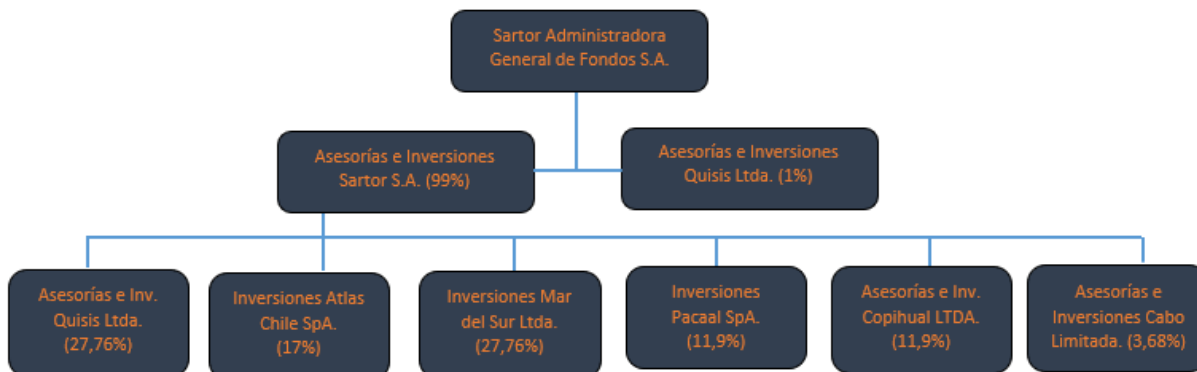 Sartor Administradora
General de Fondos S.A.
Asesorías e Inversiones
Sartor S.A. (99%)
Asesorías e Inversiones
Quisis Ltda. (1%)
Asesorías e Inv.
Quisis Ltda.
(27,76%)
Inversiones Atlas
Chile SpA.
(17%)
Inversiones Mar
del Sur Ltda.
(27,76%)
Inversiones
Pacaal SpA.
(11,9%)
Asesorías e Inv.
Copihual LTDA.
(11,9%)
Asesorías e
Inversiones Cabo
Limitada. (3,68%)